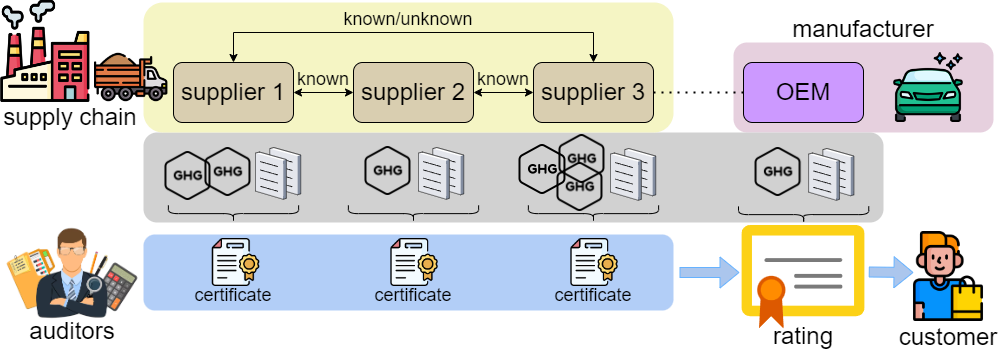 known/unknown
manufacturer
supplier 1
known
supplier 2
known
supplier 3
OEM
supply chain
GHG
GHG
GHG
GHG
GHG
GHG
GHG
certificate
certificate
certificate
auditors
rating
customer